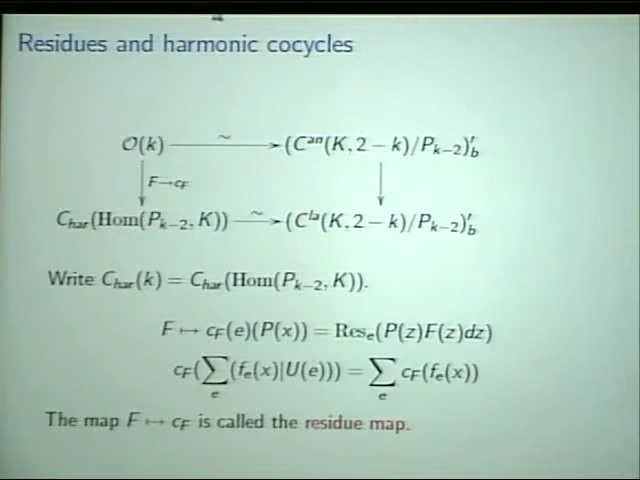 Residues and harmonic cocycles
O(k) ∼ (C^{an}(K, 2 − k)/P_{k−2})'_b
F→c_F
C_{har}(Hom(P_{k−2}, K)) ∼ (C^{la}(K, 2 − k)/P_{k−2})'_b
Write C_{har}(k) = C_{har}(Hom(P_{k−2}, K)).
F ↦ c_F(e)(P(x)) = Res_e(P(z)F(z)dz)
c_F(∑_e(f_e(x)|U(e))) = ∑_e c_F(f_e(x))
The map F ↦ c_F is called the residue map.